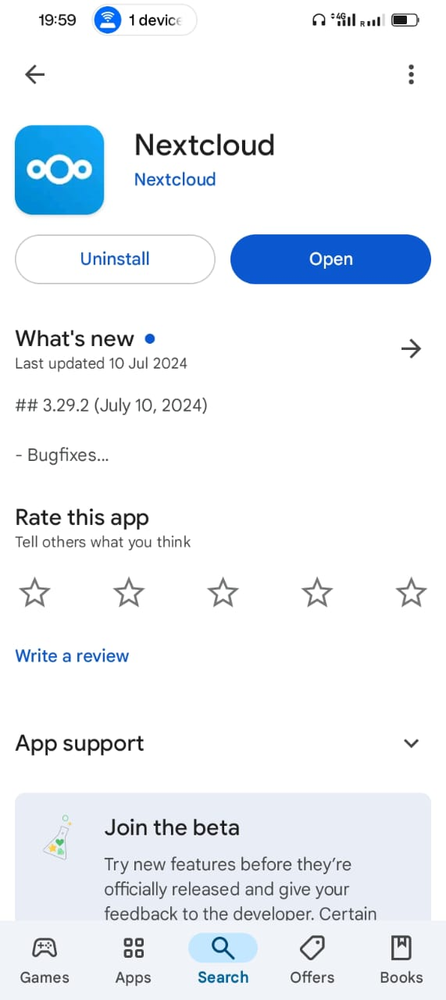 19:59
1 device
4G
R
Nextcloud
Nextcloud
Uninstall
Open
What's new
Last updated 10 Jul 2024
## 3.29.2 (July 10, 2024)
- Bugfixes...
Rate this app
Tell others what you think
Write a review
App support
Join the beta
Try new features before they're
officially released and give your
feedback to the developer. Certain
Games
Apps
Search
Offers
Books